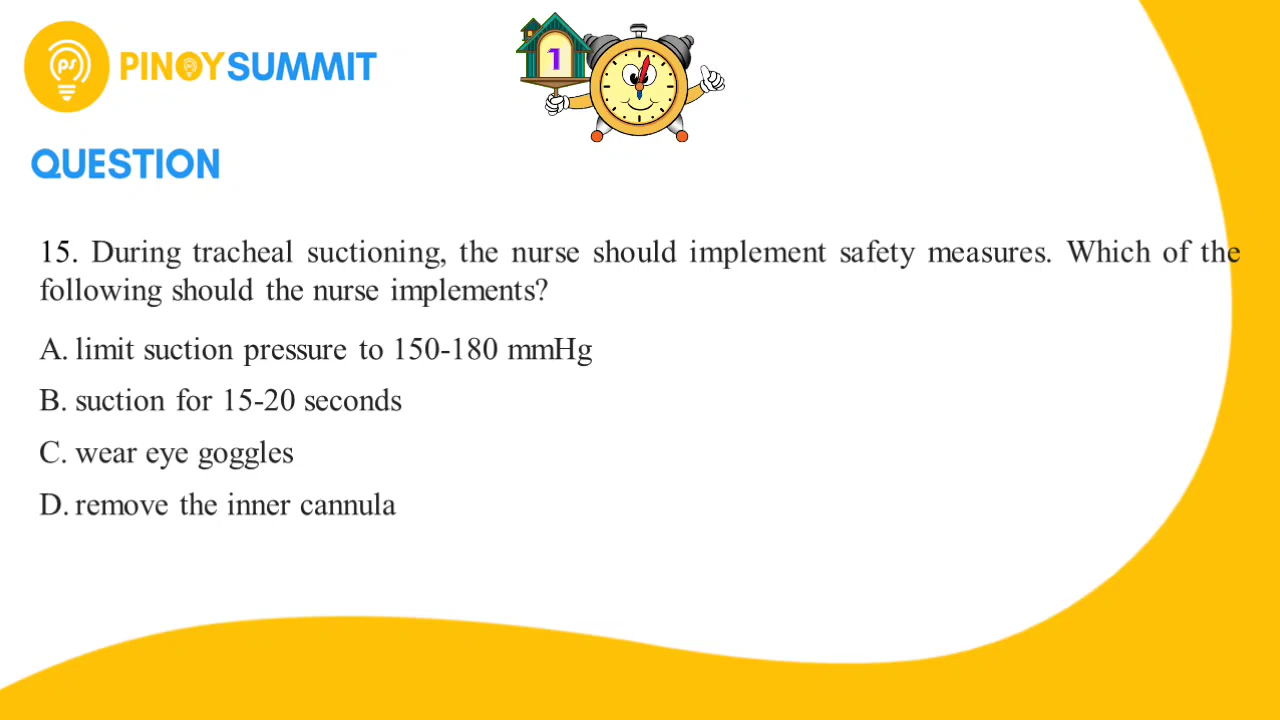 PINOYSUMMIT
1
QUESTION
15. During tracheal suctioning, the nurse should implement safety measures. Which of the
following should the nurse implements?
A. limit suction pressure to 150-180 mmHg
B. suction for 15-20 seconds
C. wear eye goggles
D. remove the inner cannula